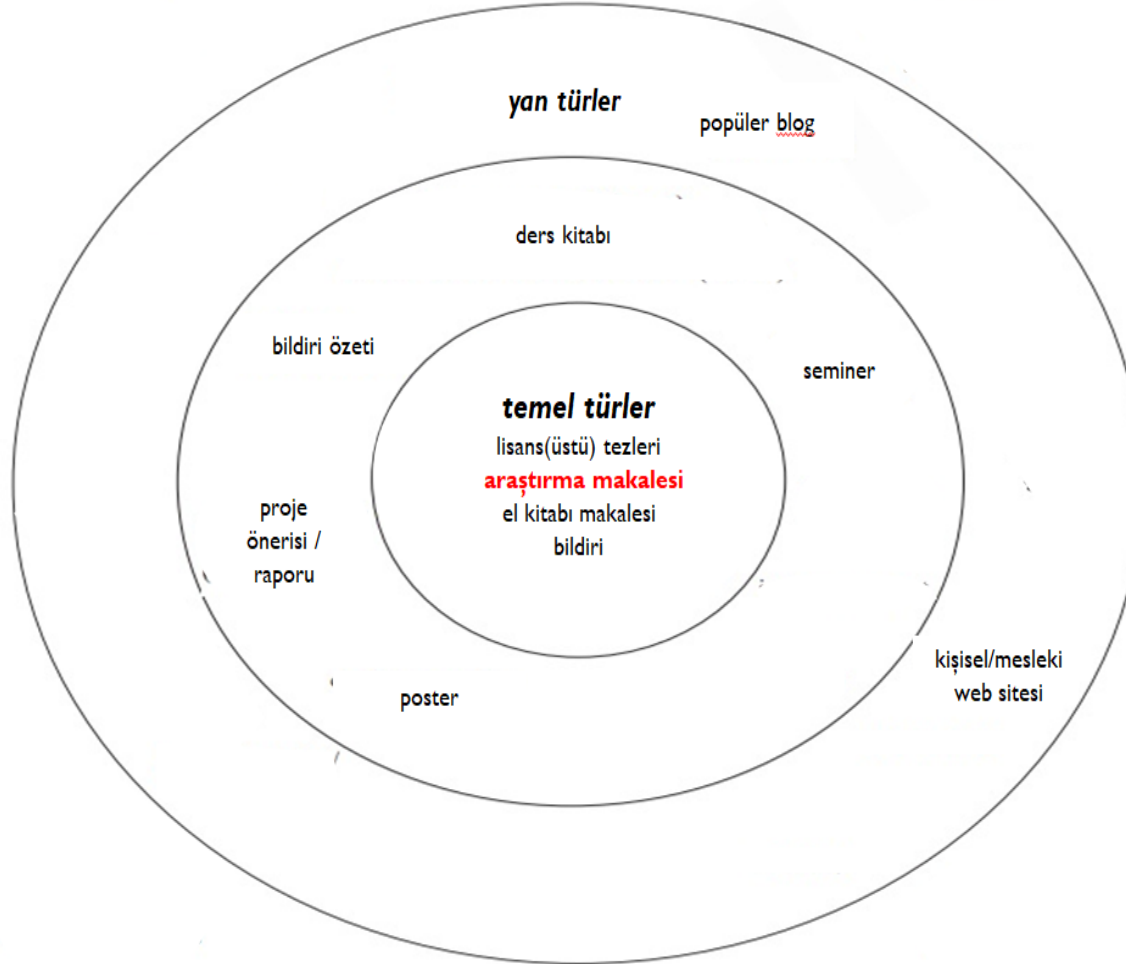 yan türler
popüler blog
ders kitabı
bildiri özeti
seminer
temel türler
lisans(üstü) tezleri
araştırma makalesi
el kitabı makalesi
bildiri
proje
önerisi /
raporu
kişisel/mesleki
web sitesi
poster